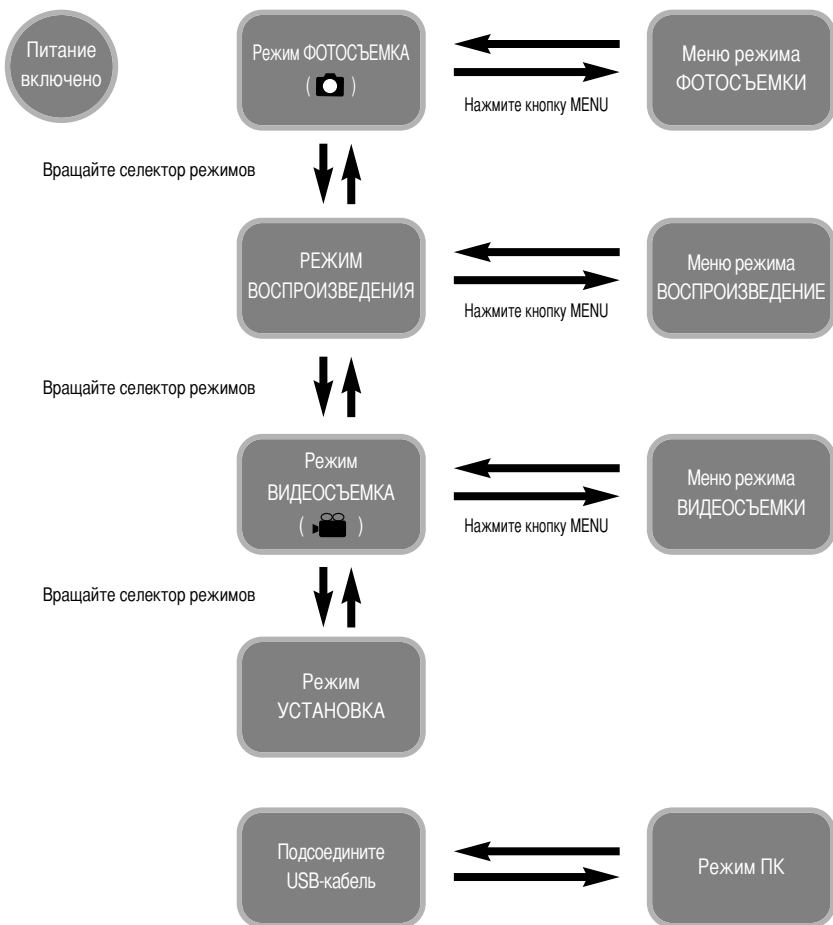 Питание
включено
Режим ФОТОСЪЕМКА
( )
Нажмите кнопку MENU
Меню режима
ФОТОСЪЕМКИ
Вращайте селектор режимов
РЕЖИМ
ВОСПРОИЗВЕДЕНИЯ
Нажмите кнопку MENU
Меню режима
ВОСПРОИЗВЕДЕНИЕ
Вращайте селектор режимов
Режим
ВИДЕОСЪЕМКА
( )
Нажмите кнопку MENU
Меню режима
ВИДЕОСЪЕМКИ
Вращайте селектор режимов
Режим
УСТАНОВКА
Подсоедините
USB-кабель
Режим ПК